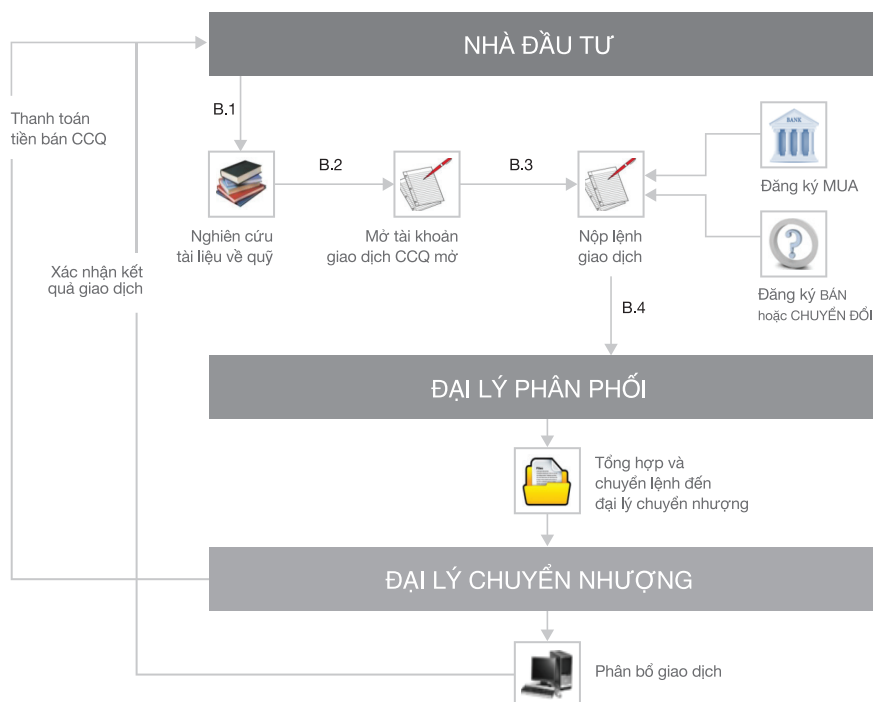 NHÀ ĐẦU TƯ
B.1
Thanh toán
tiền bán CCQ
BANK
B.2
B.3
Đăng ký MUA
Nghiên cứu
tài liệu về quỹ
Mở tài khoản
giao dịch CCQ mở
Nộp lệnh
giao dịch
?
Xác nhận kết
quả giao dịch
Đăng ký BÁN
hoặc CHUYỂN ĐỔI
B.4
ĐẠI LÝ PHÂN PHỐI
Tổng hợp và
chuyển lệnh đến
đại lý chuyển nhượng
ĐẠI LÝ CHUYỂN NHƯỢNG
Phân bổ giao dịch